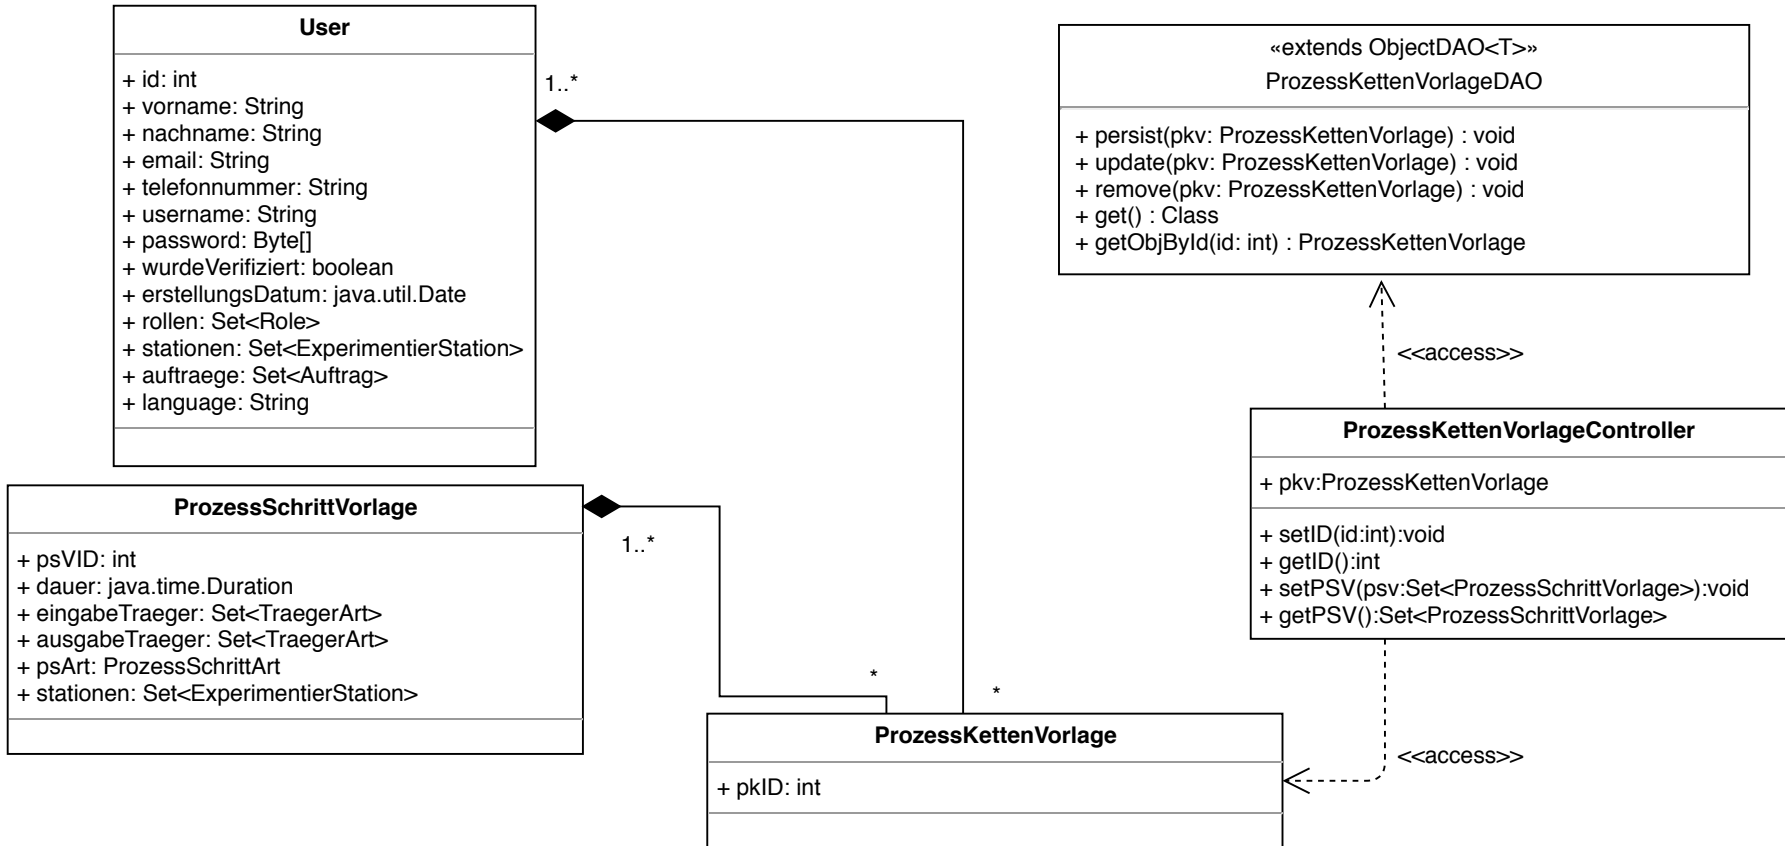 User
+ id: int
+ vorname: String
+ nachname: String
+ email: String
+ telefonnummer: String
+ username: String
+ password: Byte[]
+ wurdeVerifiziert: boolean
+ erstellungsDatum: java.util.Date
+ rollen: Set<Role>
+ stationen: Set<ExperimentierStation>
+ auftraege: Set<Auftrag>
+ language: String
1..*
«extends ObjectDAO<T>»
ProzessKettenVorlageDAO
+ persist(pkv: ProzessKettenVorlage) : void
+ update(pkv: ProzessKettenVorlage) : void
+ remove(pkv: ProzessKettenVorlage) : void
+ get() : Class
+ getObjById(id: int) : ProzessKettenVorlage
<<access>>
ProzessKettenVorlageController
+ pkv:ProzessKettenVorlage
+ setID(id:int):void
+ getID():int
+ setPSV(psv:Set<ProzessSchrittVorlage>):void
+ getPSV():Set<ProzessSchrittVorlage>
ProzessSchrittVorlage
+ psVID: int
+ dauer: java.time.Duration
+ eingabeTraeger: Set<TraegerArt>
+ ausgabeTraeger: Set<TraegerArt>
+ psArt: ProzessSchrittArt
+ stationen: Set<ExperimentierStation>
1..*
*
*
ProzessKettenVorlage
+ pkID: int
<<access>>